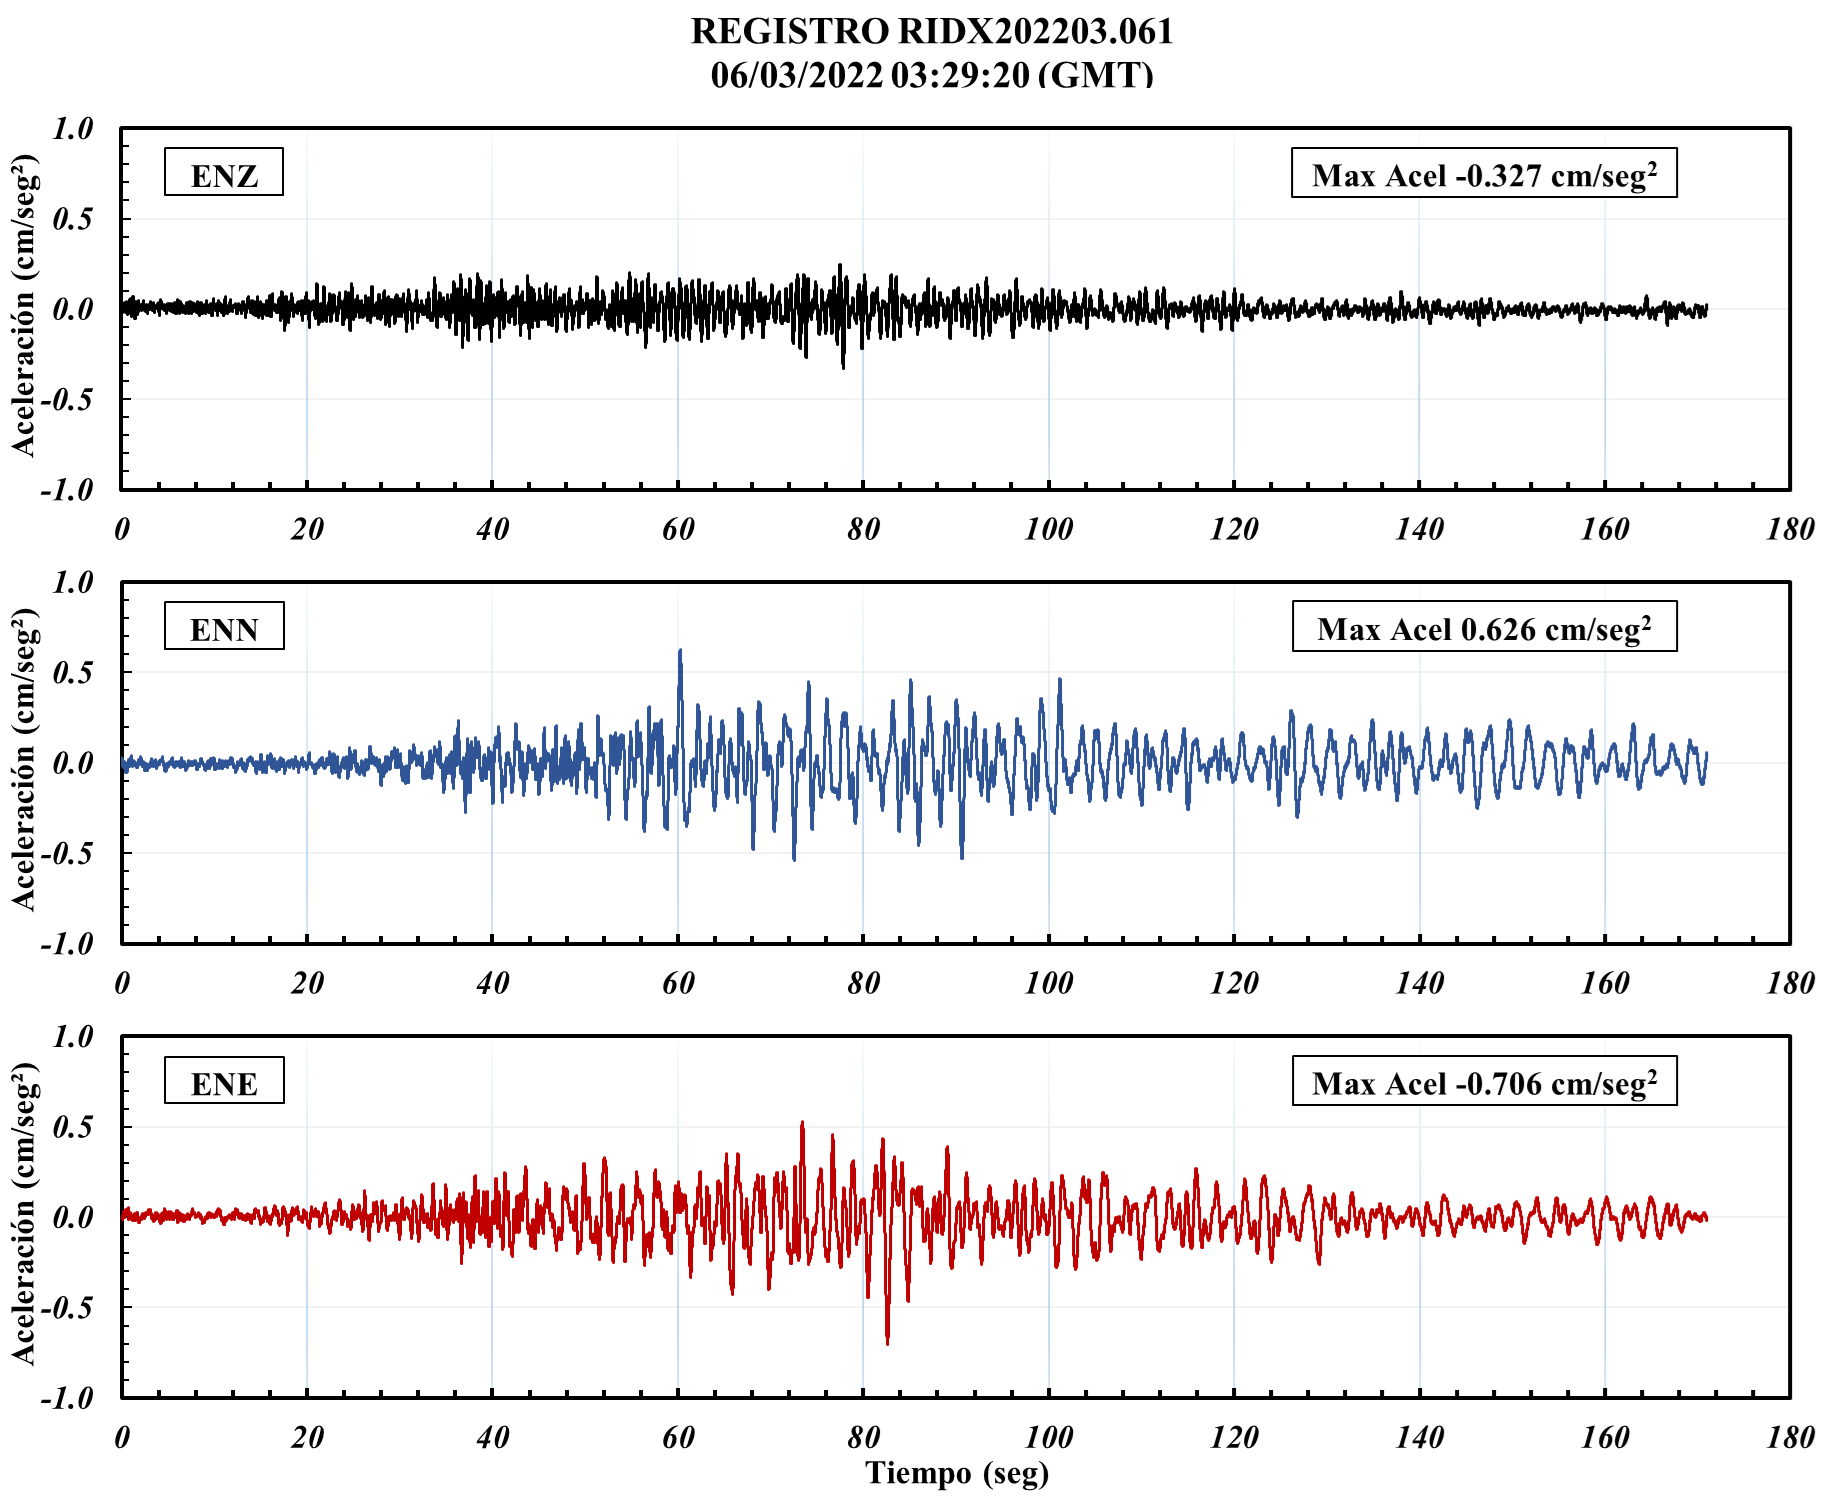 REGISTRO RIDX202203.061
06/03/2022 03:29:20 (GMT)
1.0
0.5
0.0
-0.5
-1.0
Aceleración (cm/seg²)
ENZ
Max Acel -0.327 cm/seg²
0 20 40 60 80 100 120 140 160 180
1.0
0.5
0.0
-0.5
-1.0
Aceleración (cm/seg²)
ENN
Max Acel 0.626 cm/seg²
0 20 40 60 80 100 120 140 160 180
1.0
0.5
0.0
-0.5
-1.0
Aceleración (cm/seg²)
ENE
Max Acel -0.706 cm/seg²
0 20 40 60 80 100 120 140 160 180
Tiempo (seg)